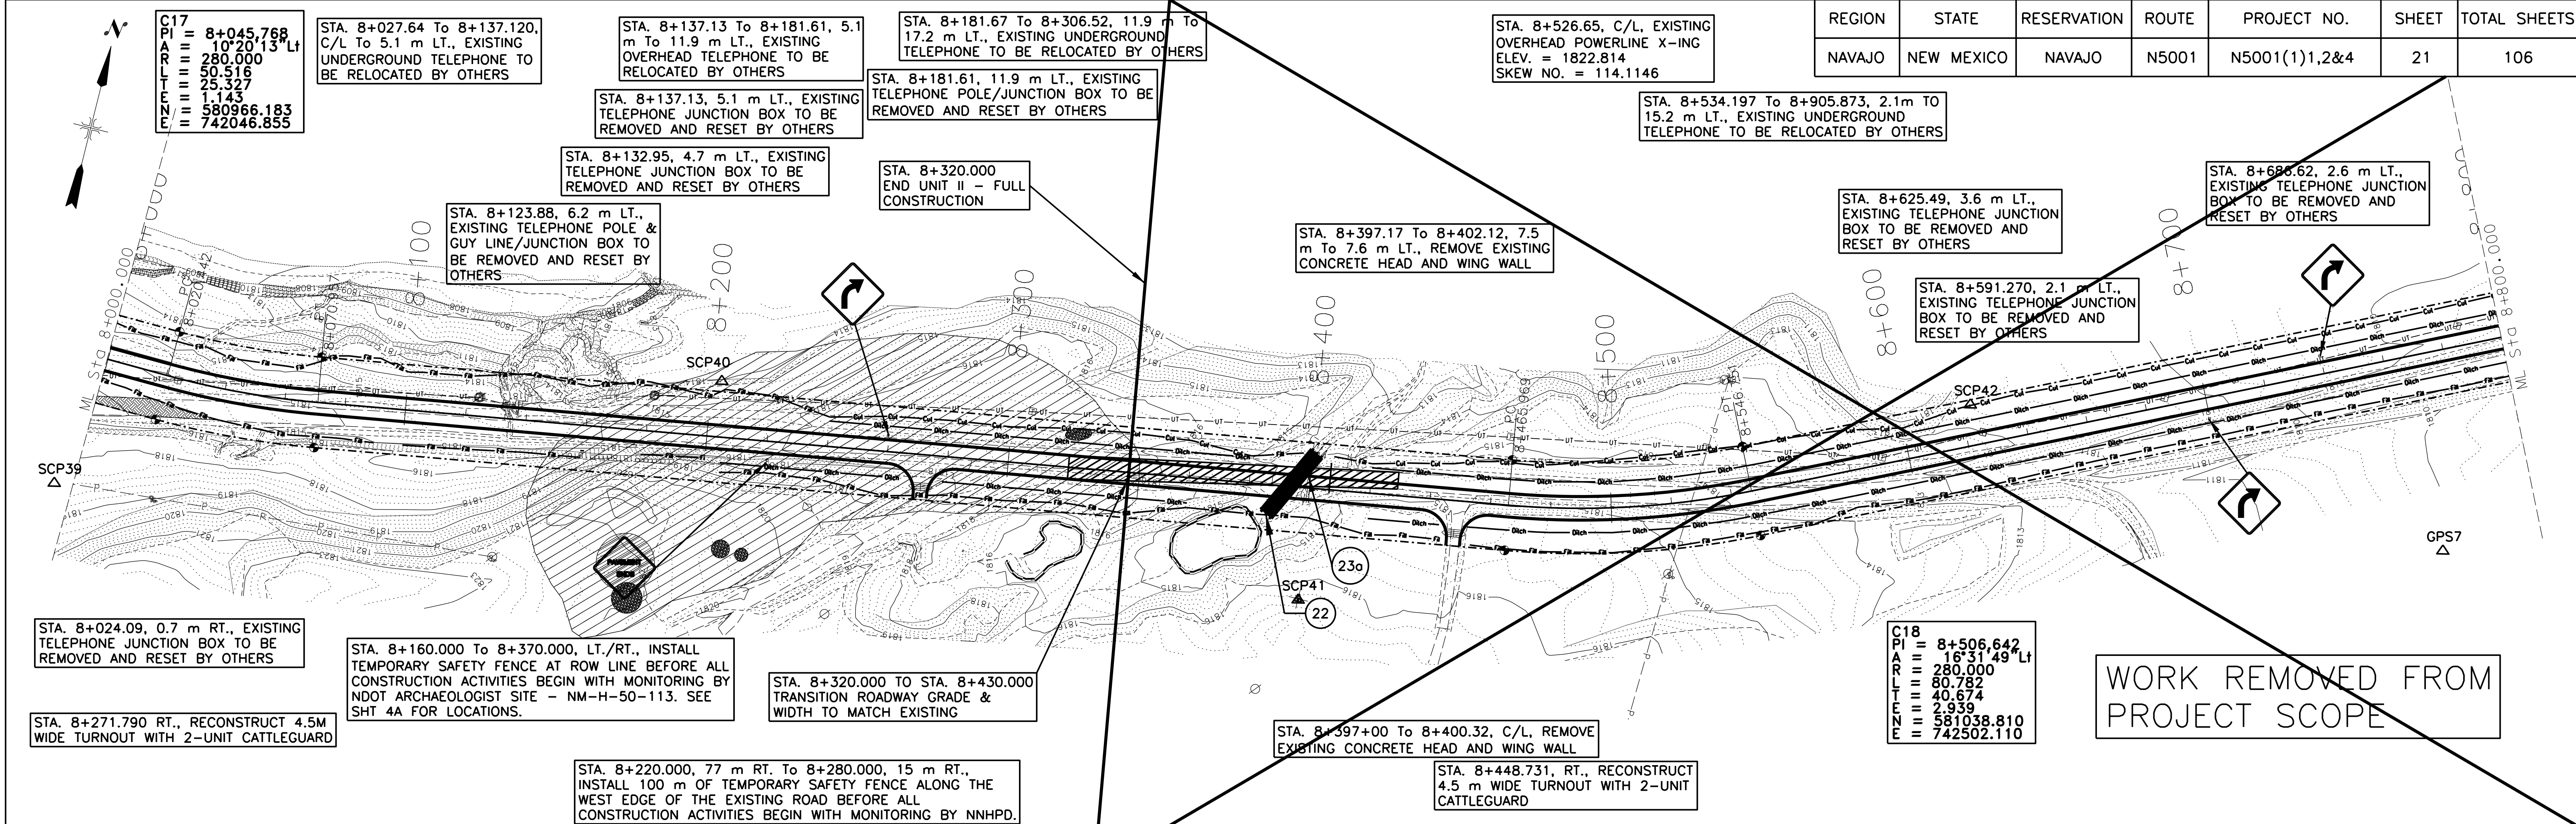 REGION STATE RESERVATION ROUTE PROJECT NO. SHEET TOTAL SHEETS
NAVAJO NEW MEXICO NAVAJO N5001 N5001(1)1,2&4 21 106
N
C17
PI = 8+045.768
A = 10°20'13"Lt
R = 280.000
L = 50.516
T = 25.327
E = 1.143
N = 580966.183
E = 742046.855
STA. 8+027.64 To 8+137.120,
C/L To 5.1 m LT., EXISTING
UNDERGROUND TELEPHONE TO
BE RELOCATED BY OTHERS
STA. 8+137.13 To 8+181.61, 5.1
m To 11.9 m LT., EXISTING
OVERHEAD TELEPHONE TO BE
RELOCATED BY OTHERS
STA. 8+181.67 To 8+306.52, 11.9 m To
17.2 m LT., EXISTING UNDERGROUND
TELEPHONE TO BE RELOCATED BY OTHERS
STA. 8+181.61, 11.9 m LT., EXISTING
TELEPHONE POLE/JUNCTION BOX TO BE
REMOVED AND RESET BY OTHERS
STA. 8+137.13, 5.1 m LT., EXISTING
TELEPHONE JUNCTION BOX TO BE
REMOVED AND RESET BY OTHERS
STA. 8+132.95, 4.7 m LT., EXISTING
TELEPHONE JUNCTION BOX TO BE
REMOVED AND RESET BY OTHERS
STA. 8+123.88, 6.2 m LT.,
EXISTING TELEPHONE POLE &
GUY LINE/JUNCTION BOX TO
BE REMOVED AND RESET BY
OTHERS
STA. 8+320.000
END UNIT II - FULL
CONSTRUCTION
STA. 8+526.65, C/L, EXISTING
OVERHEAD POWERLINE X-ING
ELEV. = 1822.814
SKEW NO. = 114.1146
STA. 8+534.197 To 8+905.873, 2.1m TO
15.2 m LT., EXISTING UNDERGROUND
TELEPHONE TO BE RELOCATED BY OTHERS
STA. 8+397.17 To 8+402.12, 7.5
m To 7.6 m LT., REMOVE EXISTING
CONCRETE HEAD AND WING WALL
STA. 8+625.49, 3.6 m LT.,
EXISTING TELEPHONE JUNCTION
BOX TO BE REMOVED AND
RESET BY OTHERS
STA. 8+686.62, 2.6 m LT.,
EXISTING TELEPHONE JUNCTION
BOX TO BE REMOVED AND
RESET BY OTHERS
STA. 8+591.270, 2.1 m LT.,
EXISTING TELEPHONE JUNCTION
BOX TO BE REMOVED AND
RESET BY OTHERS
8+100
8+200
8+300
8+400
8+500
8+600
8+700
SCP39
SCP40
SCP41
SCP42
GPS7
23a
22
PAVEMENT
ENDS
STA. 8+024.09, 0.7 m RT., EXISTING
TELEPHONE JUNCTION BOX TO BE
REMOVED AND RESET BY OTHERS
STA. 8+271.790 RT., RECONSTRUCT 4.5M
WIDE TURNOUT WITH 2-UNIT CATTLEGUARD
STA. 8+160.000 To 8+370.000, LT./RT., INSTALL
TEMPORARY SAFETY FENCE AT ROW LINE BEFORE ALL
CONSTRUCTION ACTIVITIES BEGIN WITH MONITORING BY
NDOT ARCHAEOLOGIST SITE - NM-H-50-113. SEE
SHT 4A FOR LOCATIONS.
STA. 8+320.000 TO STA. 8+430.000
TRANSITION ROADWAY GRADE &
WIDTH TO MATCH EXISTING
STA. 8+220.000, 77 m RT. To 8+280.000, 15 m RT.,
INSTALL 100 m OF TEMPORARY SAFETY FENCE ALONG THE
WEST EDGE OF THE EXISTING ROAD BEFORE ALL
CONSTRUCTION ACTIVITIES BEGIN WITH MONITORING BY NNHPD.
STA. 8+397+00 To 8+400.32, C/L, REMOVE
EXISTING CONCRETE HEAD AND WING WALL
STA. 8+448.731, RT., RECONSTRUCT
4.5 m WIDE TURNOUT WITH 2-UNIT
CATTLEGUARD
C18
PI = 8+506.642
A = 16°31'49"Lt
R = 280.000
L = 80.782
T = 40.674
E = 2.939
N = 581038.810
E = 742502.110
WORK REMOVED FROM
PROJECT SCOPE